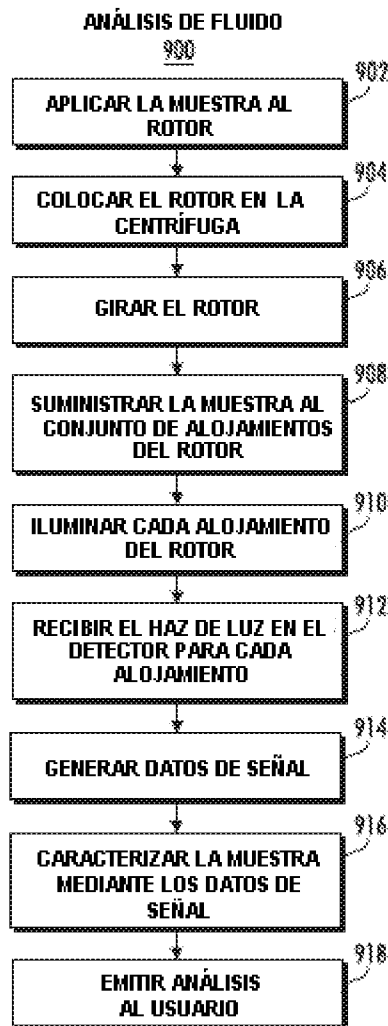 ANÁLISIS DE FLUIDO
900
902
APLICAR LA MUESTRA AL
ROTOR
904
COLOCAR EL ROTOR EN LA
CENTRÍFUGA
906
GIRAR EL ROTOR
908
SUMINISTRAR LA MUESTRA AL
CONJUNTO DE ALOJAMIENTOS
DEL ROTOR
910
ILUMINAR CADA ALOJAMIENTO
DEL ROTOR
912
RECIBIR EL HAZ DE LUZ EN EL
DETECTOR PARA CADA
ALOJAMIENTO
914
GENERAR DATOS DE SEÑAL
916
CARACTERIZAR LA MUESTRA
MEDIANTE LOS DATOS DE
SEÑAL
918
EMITIR ANÁLISIS
AL USUARIO